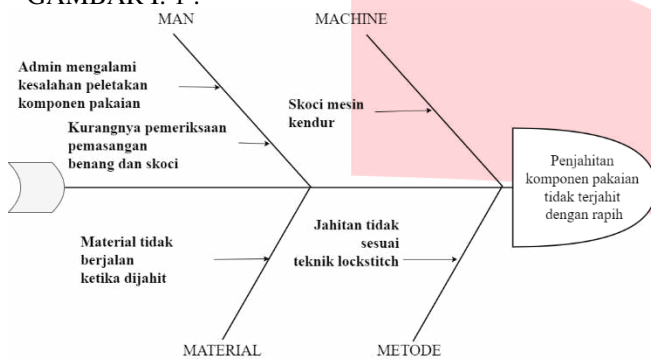 GAMBAR I. 1 .
MAN
MACHINE
Admin mengalami
kesalahan peletakan
komponen pakaian
Kurangnya pemeriksaan
pemasangan
benang dan skoci
Skoci mesin
kendur
Penjahitan
komponen pakaian
tidak terjahit
dengan rapih
Material tidak
berjalan
ketika dijahit
Jahitan tidak
sesuai
teknik lockstitch
MATERIAL
METODE